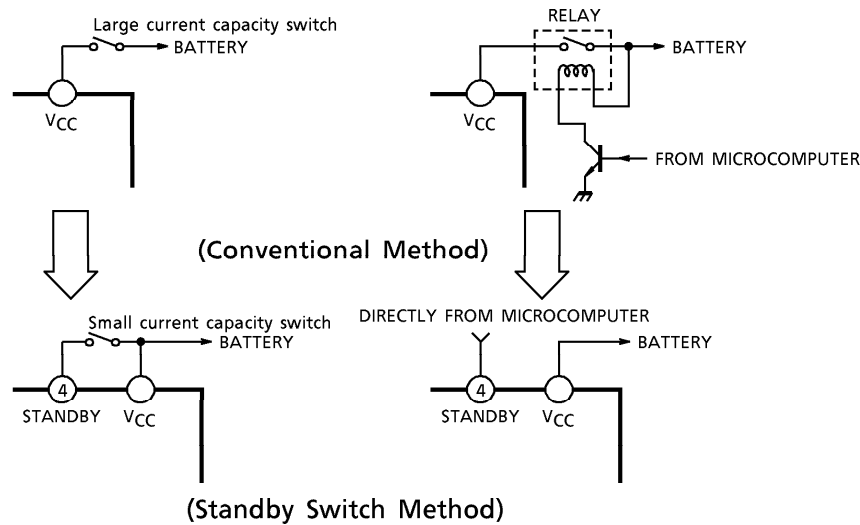 Large current capacity switch
BATTERY
VCC
RELAY
BATTERY
VCC
FROM MICROCOMPUTER
(Conventional Method)
Small current capacity switch
BATTERY
4
STANDBY
VCC
DIRECTLY FROM MICROCOMPUTER
BATTERY
4
STANDBY
VCC
(Standby Switch Method)